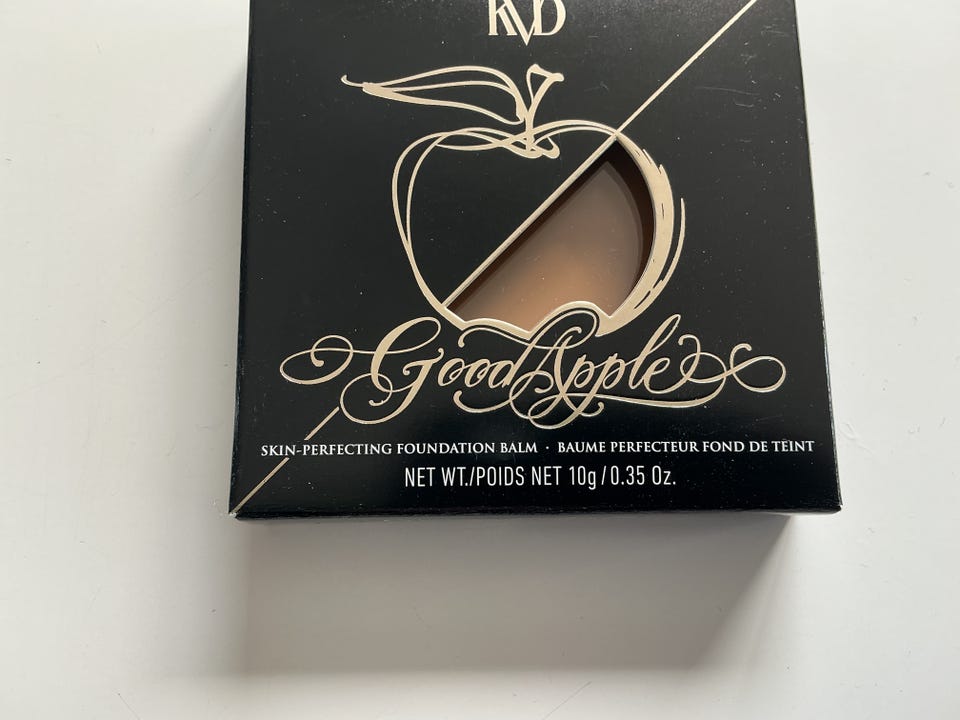 KVD
Good Apple
SKIN-PERFECTING FOUNDATION BALM · BAUME PERFECTEUR FOND DE TEINT
NET WT./POIDS NET 10g / 0.35 Oz.